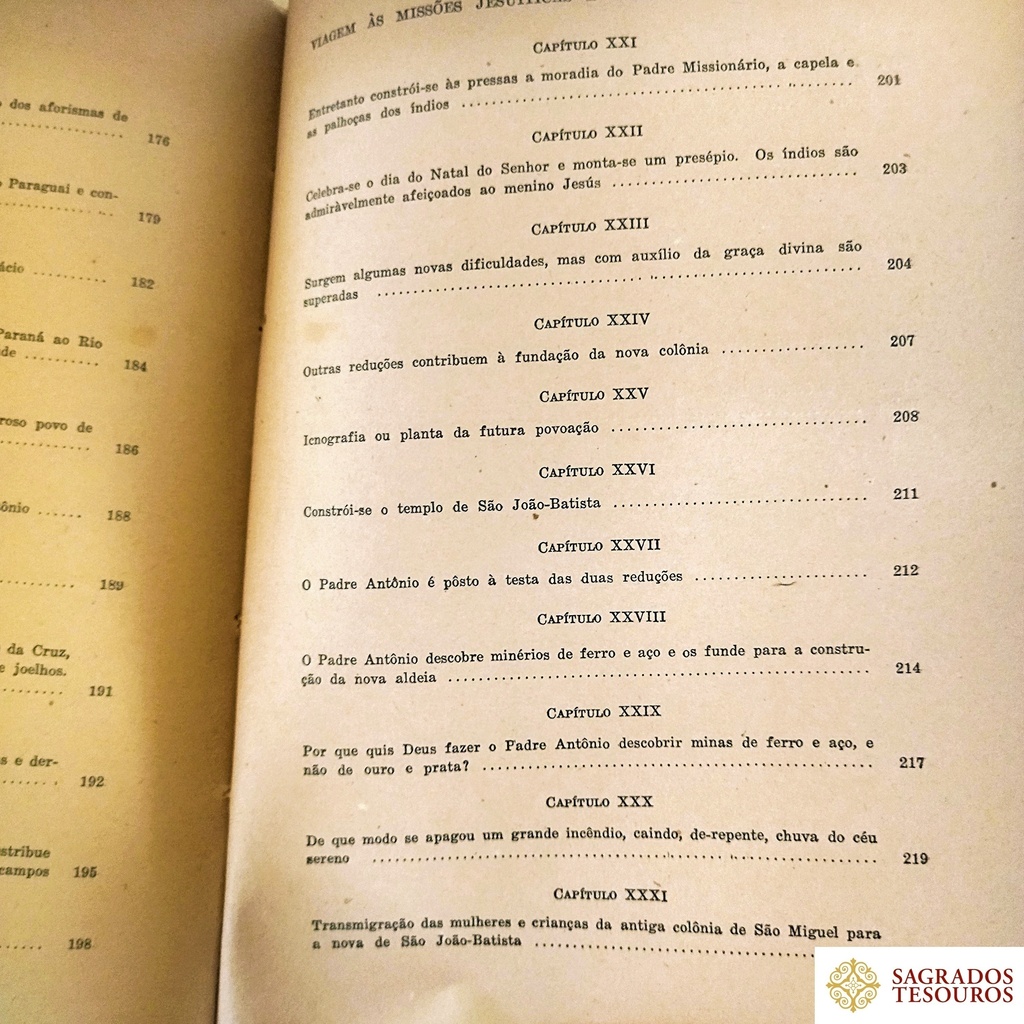 o dos aforismas de
176
Paraguai e con-
179
ácio 182
Paraná ao Rio
de 184
roso povo de
186
ônio 188
189
da Cruz,
e joelhos.
191
s e der-
192
stribue
campos 195
198
VIAGEM ÀS MISSÕES
CAPÍTULO XXI
Entretanto constrói-se às pressas a moradia do Padre Missionário, a capela e
as palhoças dos índios 201
CAPÍTULO XXII
Celebra-se o dia do Natal do Senhor e monta-se um presépio. Os índios são
admiràvelmente afeiçoados ao menino Jesús 203
CAPÍTULO XXIII
Surgem algumas novas dificuldades, mas com auxílio da graça divina são
superadas 204
CAPÍTULO XXIV
Outras reduções contribuem à fundação da nova colônia 207
CAPÍTULO XXV
Icnografia ou planta da futura povoação 208
CAPÍTULO XXVI
Constrói-se o templo de São João-Batista 211
CAPÍTULO XXVII
O Padre Antônio é pôsto à testa das duas reduções 212
CAPÍTULO XXVIII
O Padre Antônio descobre minérios de ferro e aço e os funde para a constru-
ção da nova aldeia 214
CAPÍTULO XXIX
Por que quis Deus fazer o Padre Antônio descobrir minas de ferro e aço, e
não de ouro e prata? 217
CAPÍTULO XXX
De que modo se apagou um grande incêndio, caindo, de-repente, chuva do céu
sereno 219
CAPÍTULO XXXI
Transmigração das mulheres e crianças da antiga colônia de São Miguel para
a nova de São João-Batista
SAGRADOS
TESOUROS